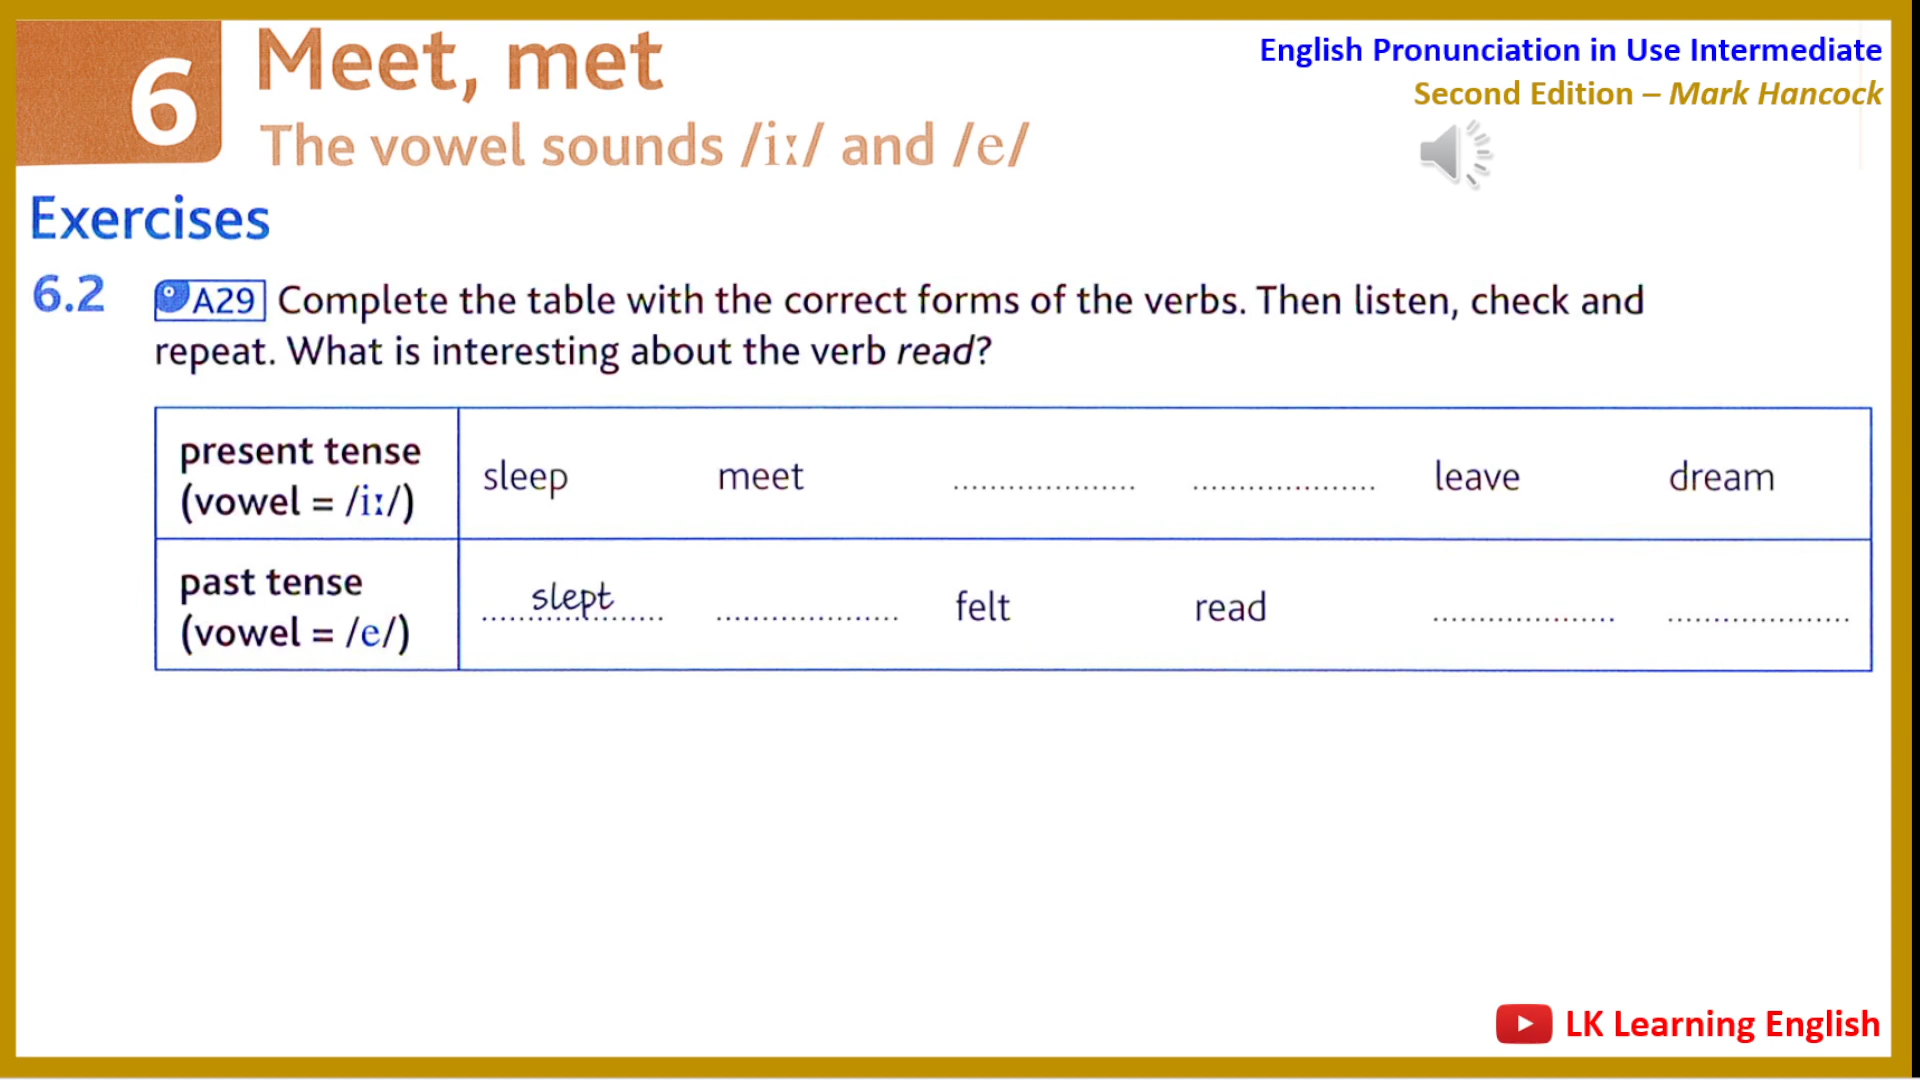 6
Meet, met
The vowel sounds /iː/ and /e/
English Pronunciation in Use Intermediate
Second Edition – Mark Hancock
Exercises
6.2 A29 Complete the table with the correct forms of the verbs. Then listen, check and
repeat. What is interesting about the verb read?
present tense
(vowel = /iː/)
sleep meet .................... .................... leave dream
past tense
(vowel = /e/)
slept .................... felt read .................... ....................
LK Learning English